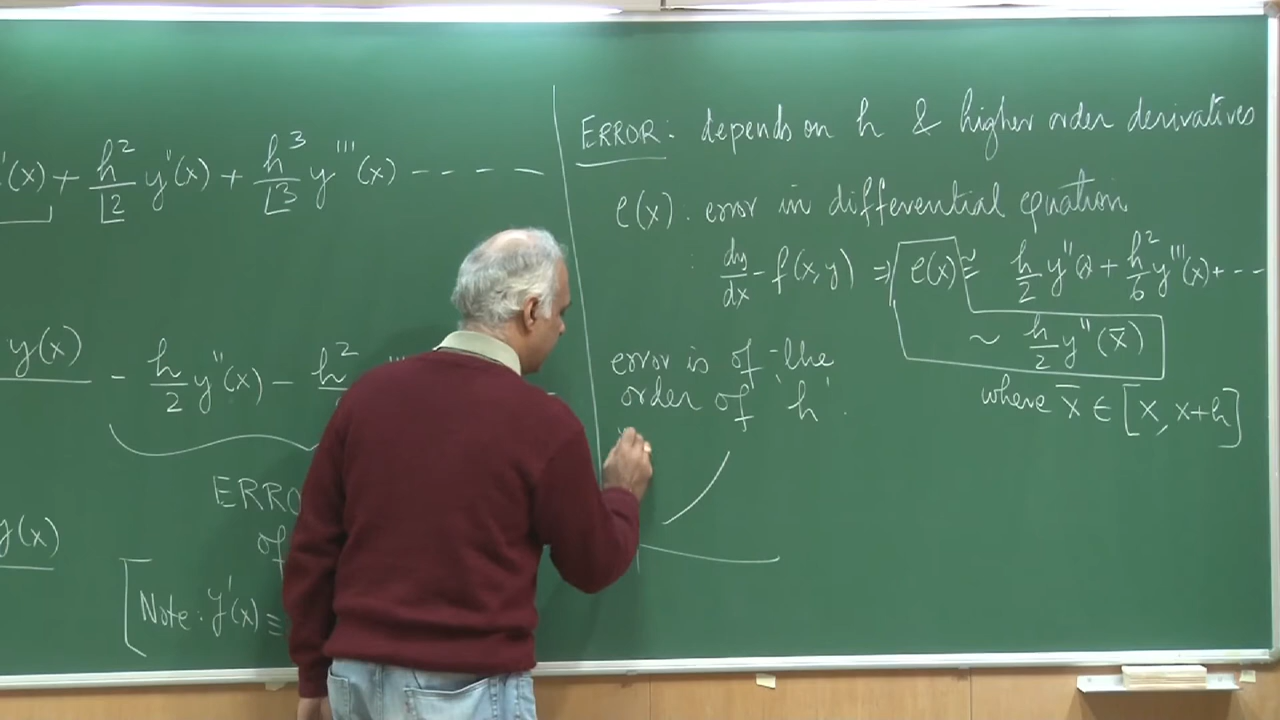 '(x) + h²/⌊2 y''(x) + h³/⌊3 y'''(x) ------
y(x) - h/2 y''(x) - h²
ERRO
of
y(x)
Note: y'(x) ≡
ERROR: depends on h & higher order derivatives
e(x): error in differential equation
: dy/dx - f(x,y) ⇒ e(x) ≅ h/2 y''(x) + h²/6 y'''(x) + ---
~ h/2 y''(x̄)
where x̄ ∈ [x, x+h]
error is of the
order of 'h'.